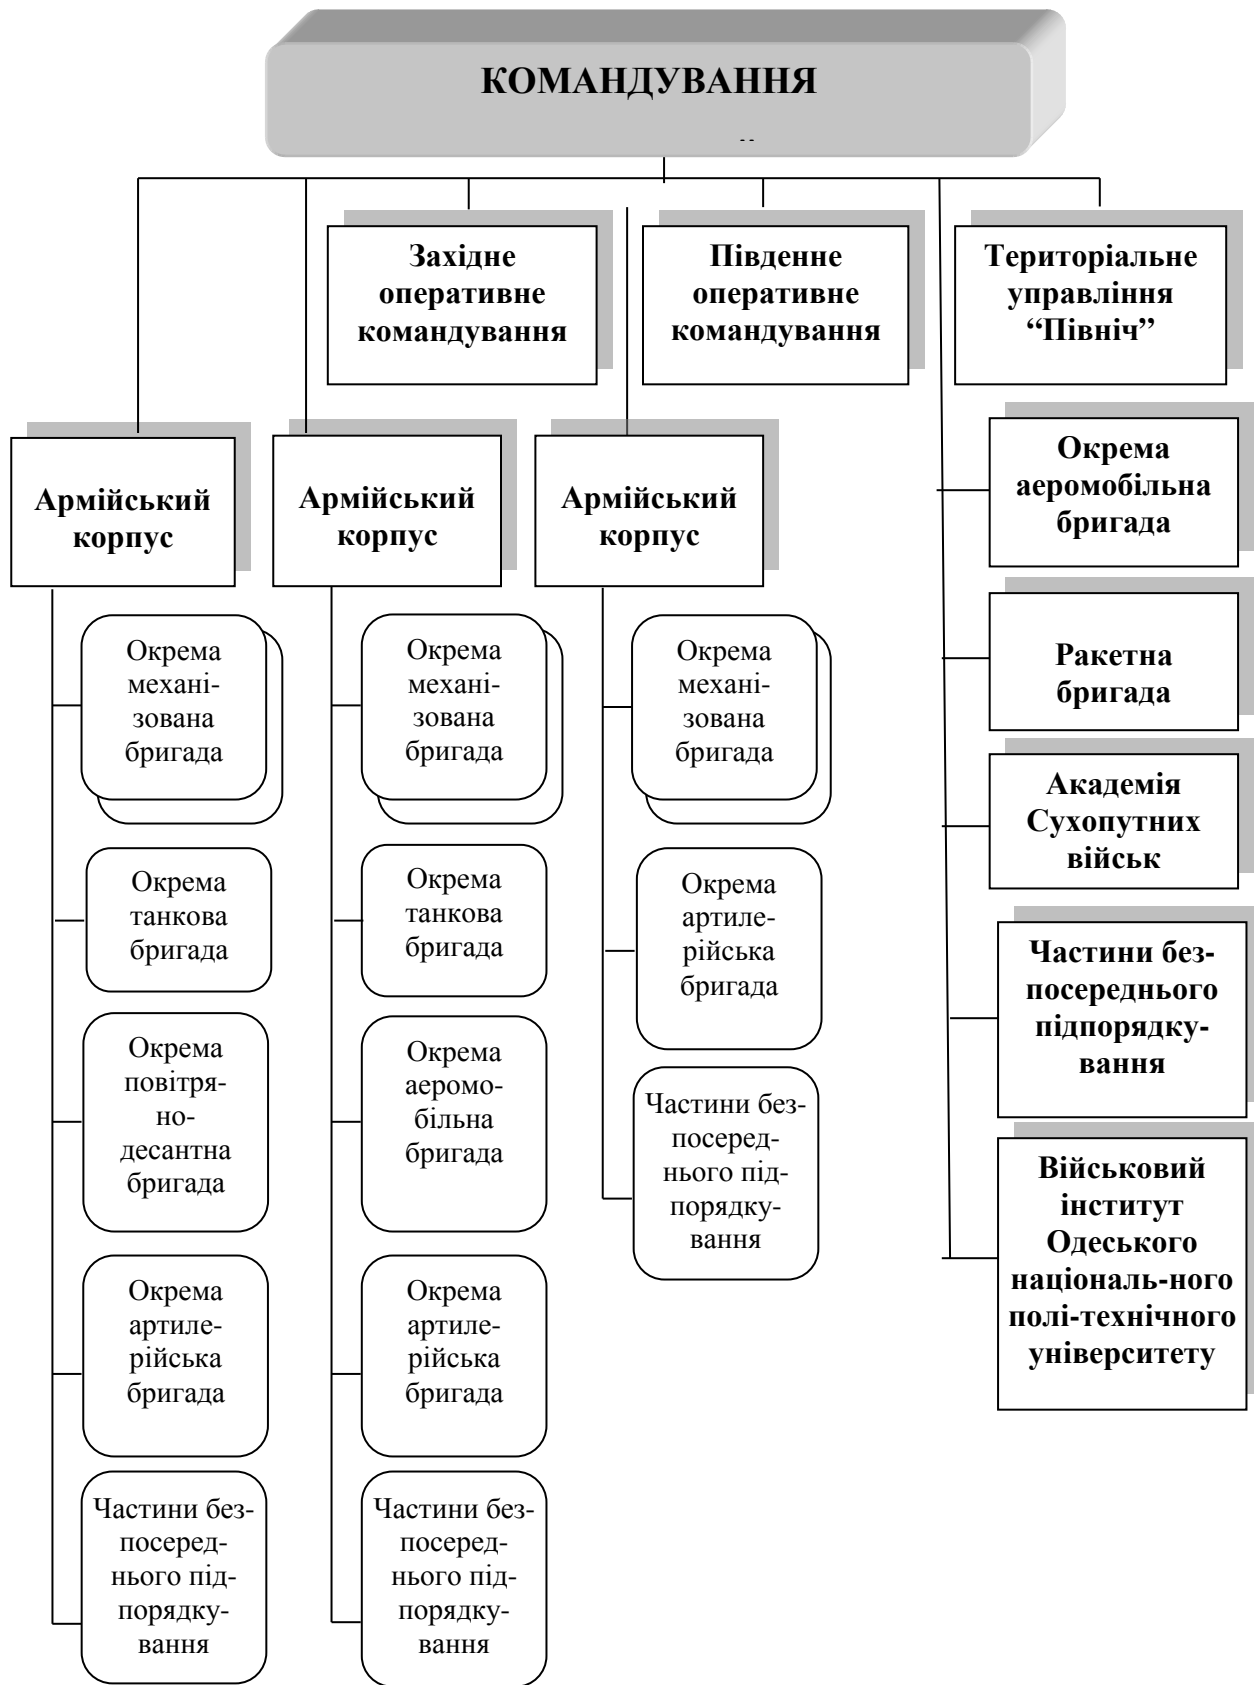 КОМАНДУВАННЯ
Західне
оперативне
командування
Південне
оперативне
командування
Територіальне
управління
“Північ”
Армійський
корпус
Окрема
механі-
зована
бригада
Окрема
танкова
бригада
Окрема
повітря-
но-
десантна
бригада
Окрема
артиле-
рійська
бригада
Частини без-
посеред-
нього під-
порядку-
вання
Армійський
корпус
Окрема
механі-
зована
бригада
Окрема
танкова
бригада
Окрема
аеромо-
більна
бригада
Окрема
артиле-
рійська
бригада
Частини без-
посеред-
нього під-
порядку-
вання
Армійський
корпус
Окрема
механі-
зована
бригада
Окрема
артиле-
рійська
бригада
Частини без-
посеред-
нього під-
порядку-
вання
Окрема
аеромобільна
бригада
Ракетна
бригада
Академія
Сухопутних
військ
Частини без-
посереднього
підпорядку-
вання
Військовий
інститут
Одеського
національ-ного
полі-технічного
університету